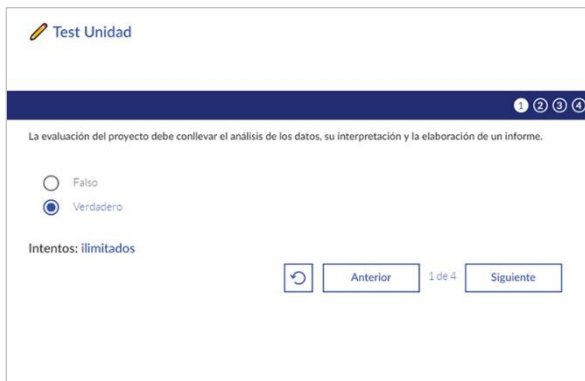 Test Unidad
1 2 3 4
La evaluación del proyecto debe conllevar el análisis de los datos, su interpretación y la elaboración de un informe.
Falso
Verdadero
Intentos: ilimitados
Anterior 1 de 4 Siguiente